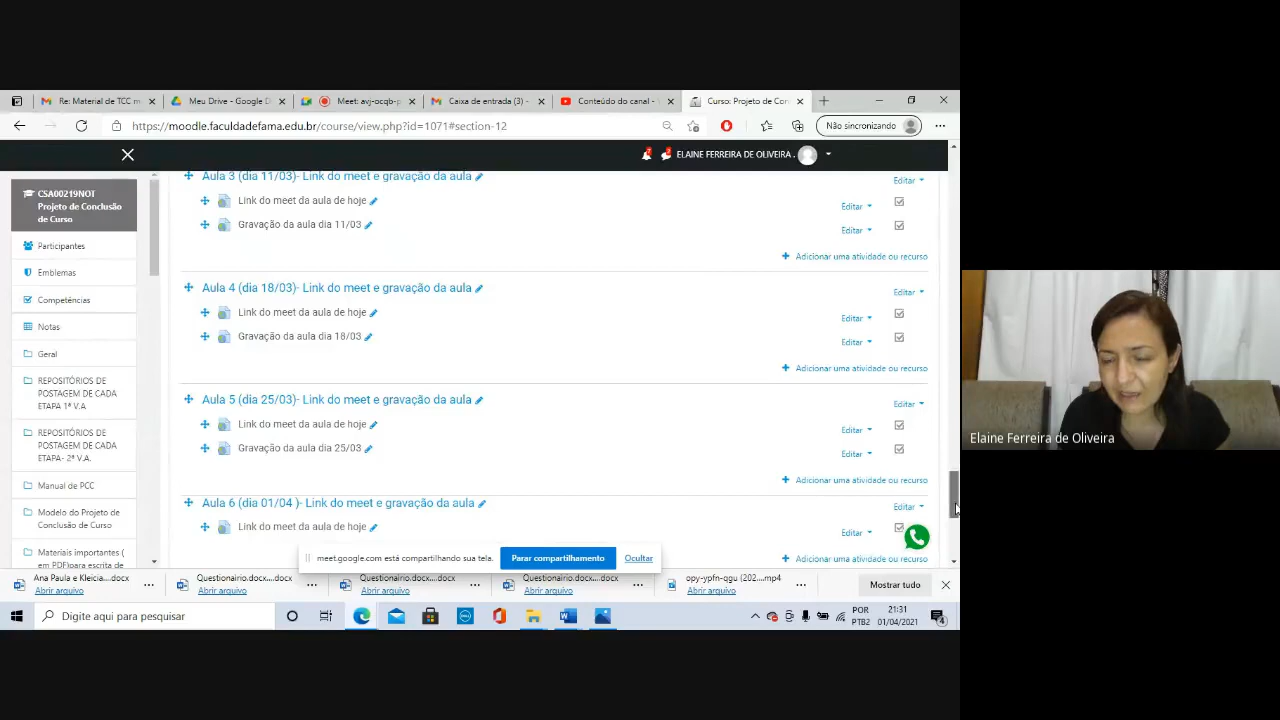 Re: Material de TCC m
Meu Drive - Google D
Meet: avj-ocqb-p
Caixa de entrada (3) -
Conteúdo do canal -
Curso: Projeto de Con
https://moodle.faculdadefama.edu.br/course/view.php?id=1071#section-12
Não sincronizando
ELAINE FERREIRA DE OLIVEIRA .
CSA00219NOT
Projeto de Conclusão
de Curso
Participantes
Emblemas
Competências
Notas
Geral
REPOSITÓRIOS DE
POSTAGEM DE CADA
ETAPA 1ª V.A
REPOSITÓRIOS DE
POSTAGEM DE CADA
ETAPA- 2ª V.A.
Manual de PCC
Modelo do Projeto de
Conclusão de Curso
Materiais importantes (
em PDF)para escrita de
Aula 3 (dia 11/03)- Link do meet e gravação da aula
Editar
Link do meet da aula de hoje
Editar
Gravação da aula dia 11/03
Editar
Adicionar uma atividade ou recurso
Aula 4 (dia 18/03)- Link do meet e gravação da aula
Editar
Link do meet da aula de hoje
Editar
Gravação da aula dia 18/03
Editar
Adicionar uma atividade ou recurso
Aula 5 (dia 25/03)- Link do meet e gravação da aula
Editar
Link do meet da aula de hoje
Editar
Gravação da aula dia 25/03
Editar
Adicionar uma atividade ou recurso
Aula 6 (dia 01/04 )- Link do meet e gravação da aula
Editar
Link do meet da aula de hoje
Editar
Adicionar uma atividade ou recurso
meet.google.com está compartilhando sua tela.
Parar compartilhamento
Ocultar
Elaine Ferreira de Oliveira
Ana Paula e Kleicia....docx
Abrir arquivo
Questionairio.docx....docx
Abrir arquivo
Questionairio.docx....docx
Abrir arquivo
Questionairio.docx....docx
Abrir arquivo
opy-ypfn-qgu (202....mp4
Abrir arquivo
Mostrar tudo
Digite aqui para pesquisar
POR
PTB2
21:31
01/04/2021
4